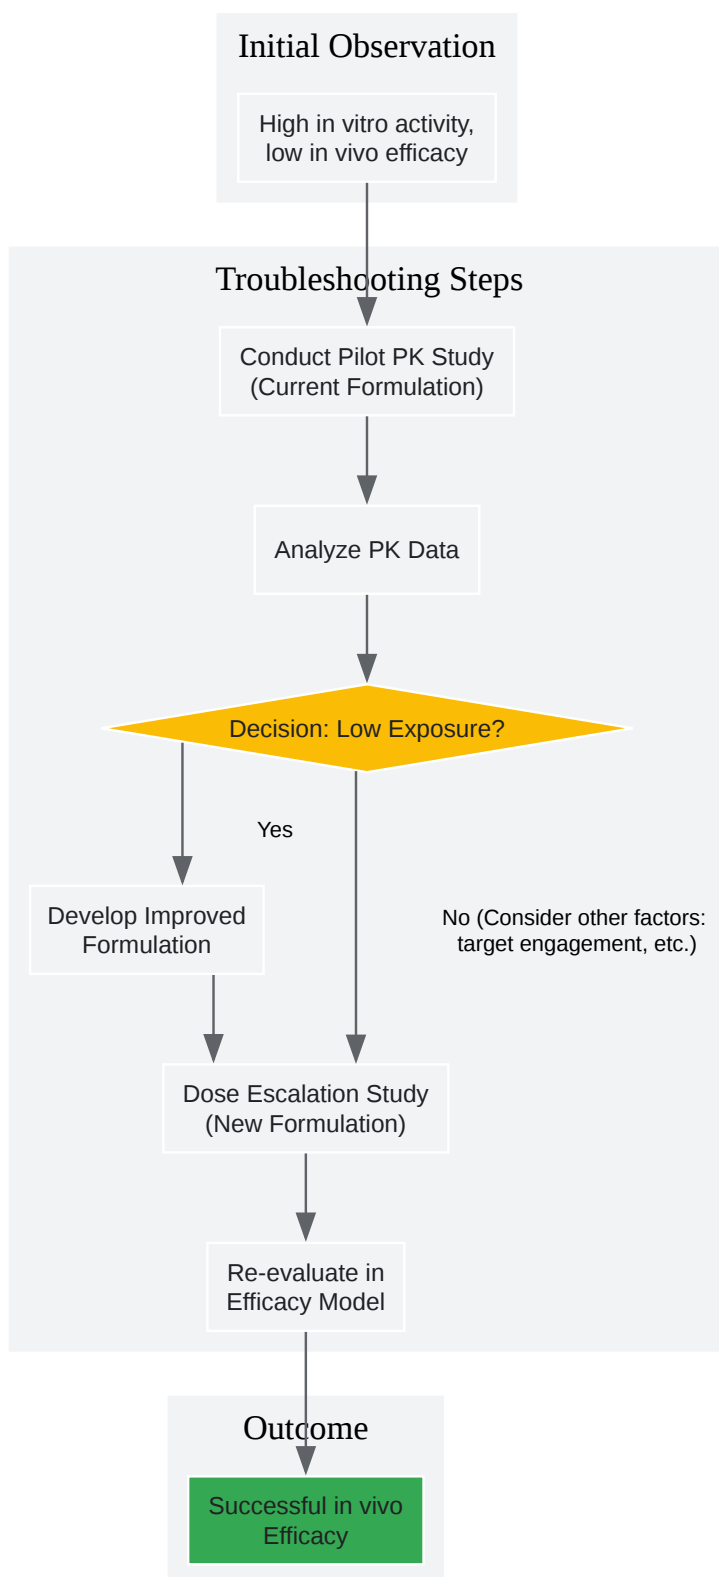 Initial Observation
High in vitro activity,
low in vivo efficacy
Troubleshooting Steps
Conduct Pilot PK Study
(Current Formulation)
Analyze PK Data
Decision: Low Exposure?
Yes
Develop Improved
Formulation
No (Consider other factors:
target engagement, etc.)
Dose Escalation Study
(New Formulation)
Re-evaluate in
Efficacy Model
Outcome
Successful in vivo
Efficacy